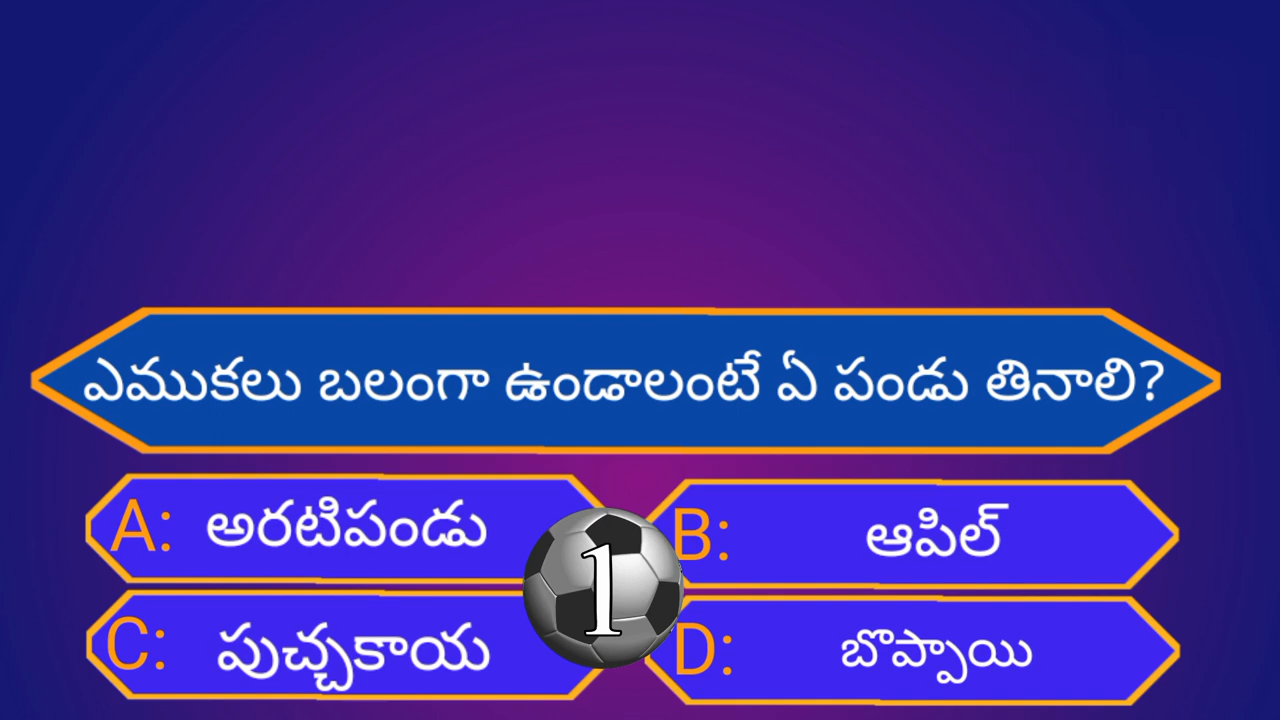 ఎముకలు బలంగా ఉండాలంటే ఏ పండు తినాలి?
A: అరటిపండు
B: ఆపిల్
C: పుచ్చకాయ
D: బొప్పాయి
1